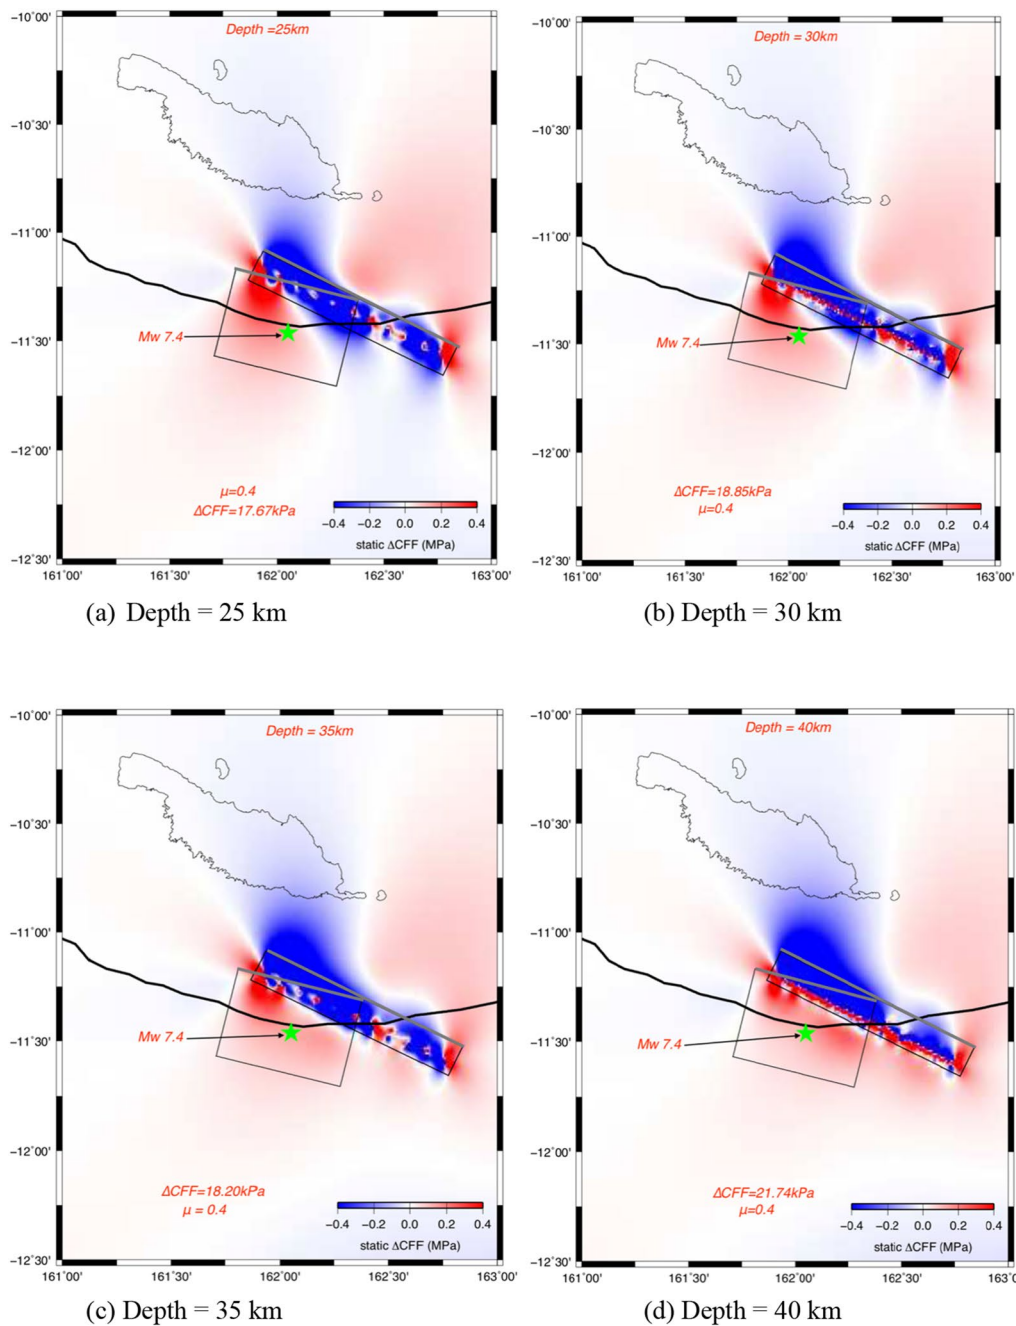 Depth =25km
−10˚00'
−10˚30'
−11˚00'
−11˚30'
−12˚00'
−12˚30'
Mw 7.4
μ=0.4
ΔCFF=17.67kPa
−0.4 −0.2 0.0 0.2 0.4
static ΔCFF (MPa)
161˚00' 161˚30' 162˚00' 162˚30' 163˚00'
(a) Depth = 25 km
Depth = 30km
−10˚00'
−10˚30'
−11˚00'
−11˚30'
−12˚00'
−12˚30'
Mw 7.4
ΔCFF=18.85kPa
μ=0.4
−0.4 −0.2 0.0 0.2 0.4
static ΔCFF (MPa)
161˚00' 161˚30' 162˚00' 162˚30' 163˚00'
(b) Depth = 30 km
Depth = 35km
−10˚00'
−10˚30'
−11˚00'
−11˚30'
−12˚00'
−12˚30'
Mw 7.4
ΔCFF=18.20kPa
μ = 0.4
−0.4 −0.2 0.0 0.2 0.4
static ΔCFF (MPa)
161˚00' 161˚30' 162˚00' 162˚30' 163˚00'
(c) Depth = 35 km
Depth = 40km
−10˚00'
−10˚30'
−11˚00'
−11˚30'
−12˚00'
−12˚30'
Mw 7.4
ΔCFF=21.74kPa
μ=0.4
−0.4 −0.2 0.0 0.2 0.4
static ΔCFF (MPa)
161˚00' 161˚30' 162˚00' 162˚30' 163˚00
(d) Depth = 40 km